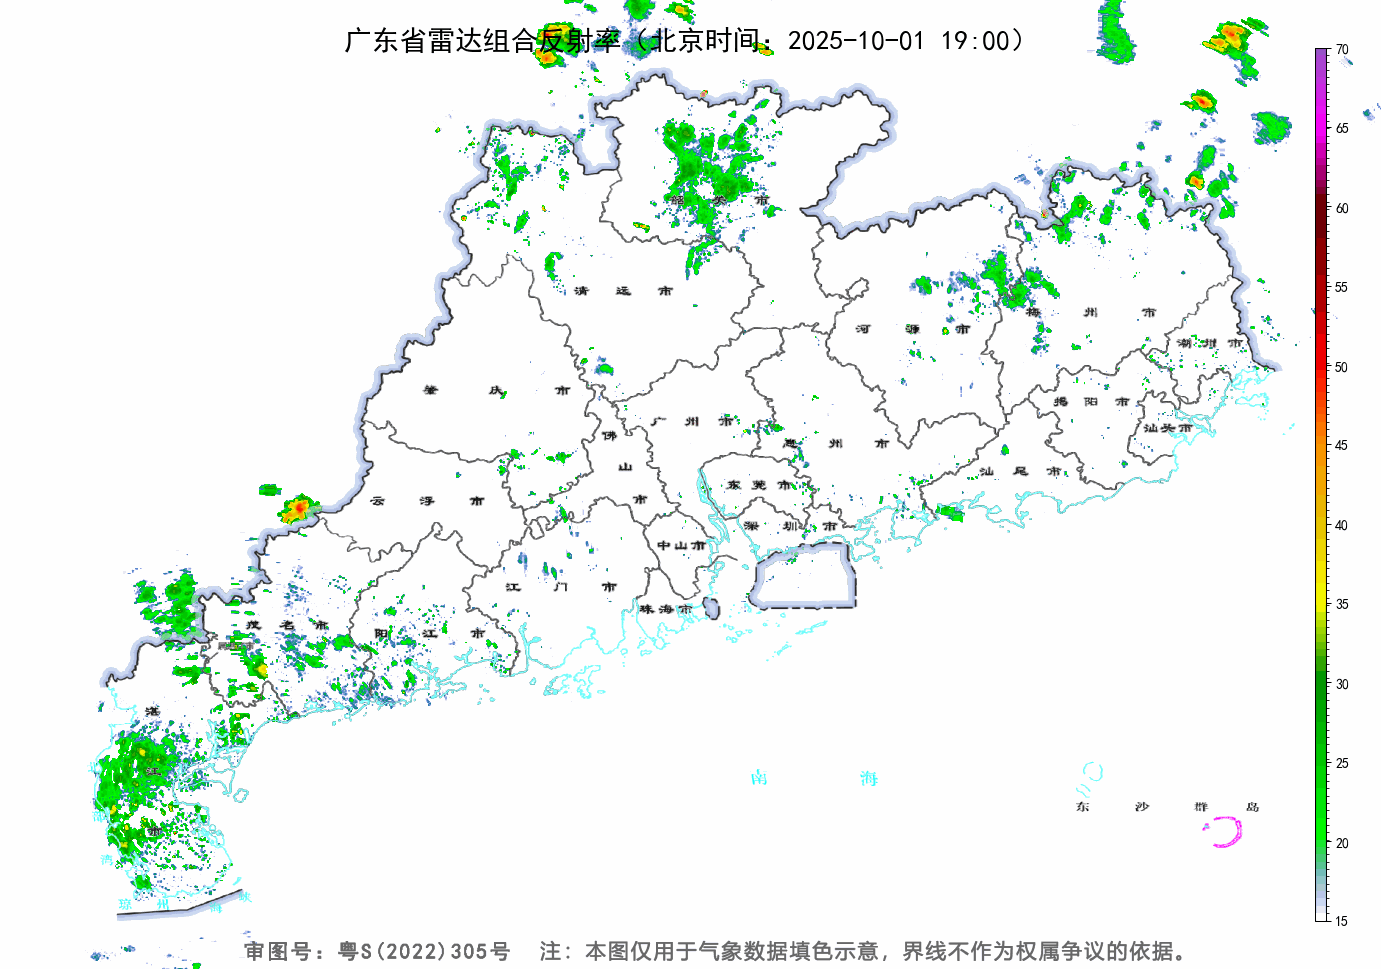 广东省雷达组合反射率（北京时间：2025-10-01 19:00）
70
65
60
55
50
45
40
35
30
25
20
15
韶关市
清远市
河源市
梅州市
潮州市
肇庆市
广州市
佛山市
惠州市
揭阳市
汕头市
汕尾市
云浮市
东莞市
深圳市
中山市
江门市
珠海市
茂名市
阳江市
湛江市
南海
东沙群岛
湾
琼州海峡
审图号：粤S(2022)305号 注：本图仅用于气象数据填色示意，界线不作为权属争议的依据。